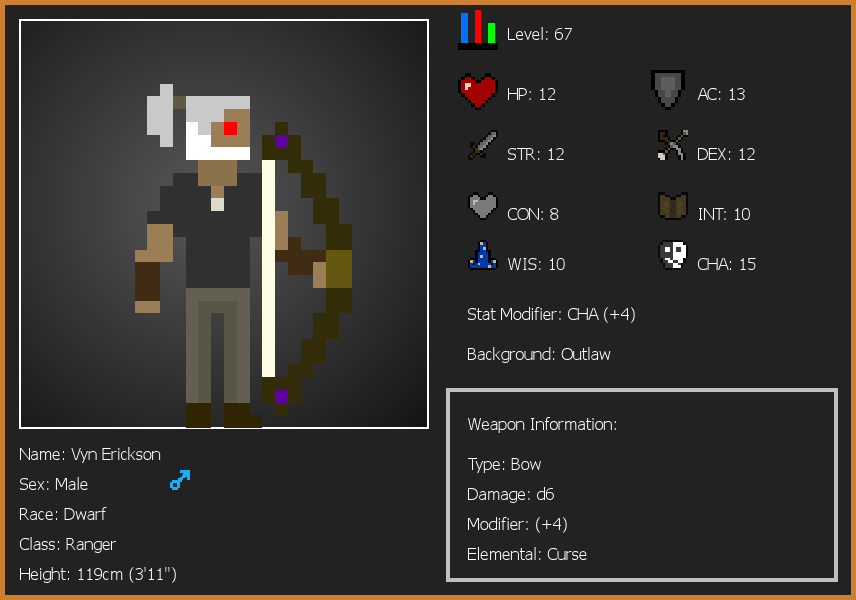 Level: 67
HP: 12
AC: 13
STR: 12
DEX: 12
CON: 8
INT: 10
WIS: 10
CHA: 15
Stat Modifier: CHA (+4)
Background: Outlaw
Weapon Information:
Type: Bow
Damage: d6
Modifier: (+4)
Elemental: Curse
Name: Vyn Erickson
Sex: Male
Race: Dwarf
Class: Ranger
Height: 119cm (3'11")